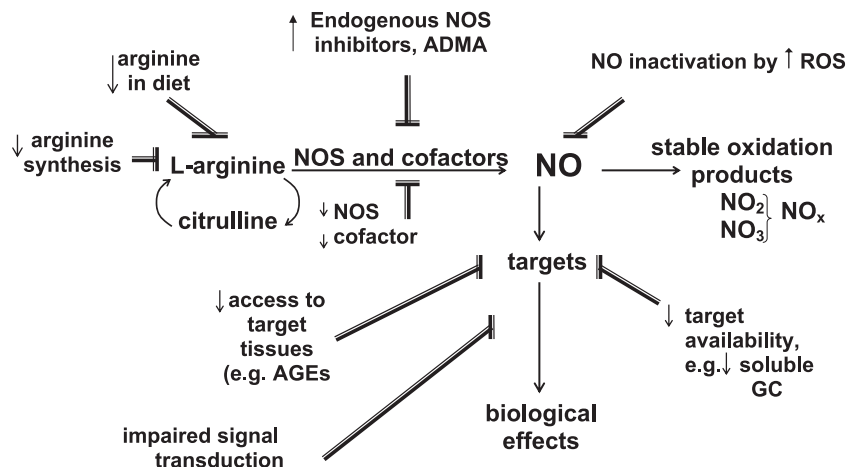 ↑ Endogenous NOS
inhibitors, ADMA
↓ arginine
in diet
NO inactivation by ↑ ROS
↓ arginine
synthesis
L-arginine
NOS and cofactors
NO
stable oxidation
products
NO₂
NO₃
} NOₓ
citrulline
↓ NOS
↓ cofactor
targets
↓ access to
target
tissues
(e.g. AGEs
↓ target
availability,
e.g.↓ soluble
GC
biological
effects
impaired signal
transduction